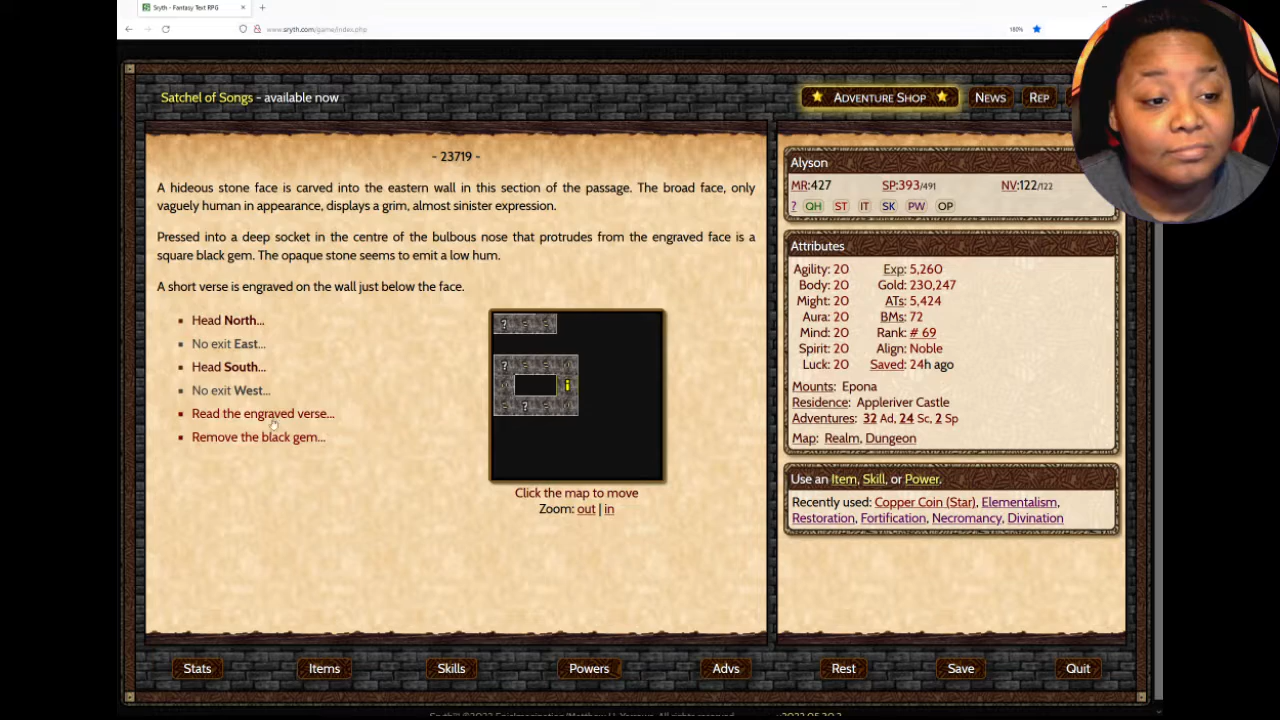 Sryth - Fantasy Text RPG
www.sryth.com/game/index.php
160%
Satchel of Songs - available now
ADVENTURE SHOP
NEWS
REP
- 23719 -
A hideous stone face is carved into the eastern wall in this section of the passage. The broad face, only
vaguely human in appearance, displays a grim, almost sinister expression.
Pressed into a deep socket in the centre of the bulbous nose that protrudes from the engraved face is a
square black gem. The opaque stone seems to emit a low hum.
A short verse is engraved on the wall just below the face.
Head North...
No exit East...
Head South...
No exit West...
Read the engraved verse...
Remove the black gem...
Click the map to move
Zoom: out | in
Alyson
MR:427 SP:393/491 NV:122/122
? QH ST IT SK PW OP
Attributes
Agility: 20 Exp: 5,260
Body: 20 Gold: 230,247
Might: 20 ATs: 5,424
Aura: 20 BMs: 72
Mind: 20 Rank: # 69
Spirit: 20 Align: Noble
Luck: 20 Saved: 24h ago
Mounts: Epona
Residence: Appleriver Castle
Adventures: 32 Ad, 24 Sc, 2 Sp
Map: Realm, Dungeon
Use an Item, Skill, or Power.
Recently used: Copper Coin (Star), Elementalism,
Restoration, Fortification, Necromancy, Divination
Stats Items Skills Powers Advs Rest Save Quit